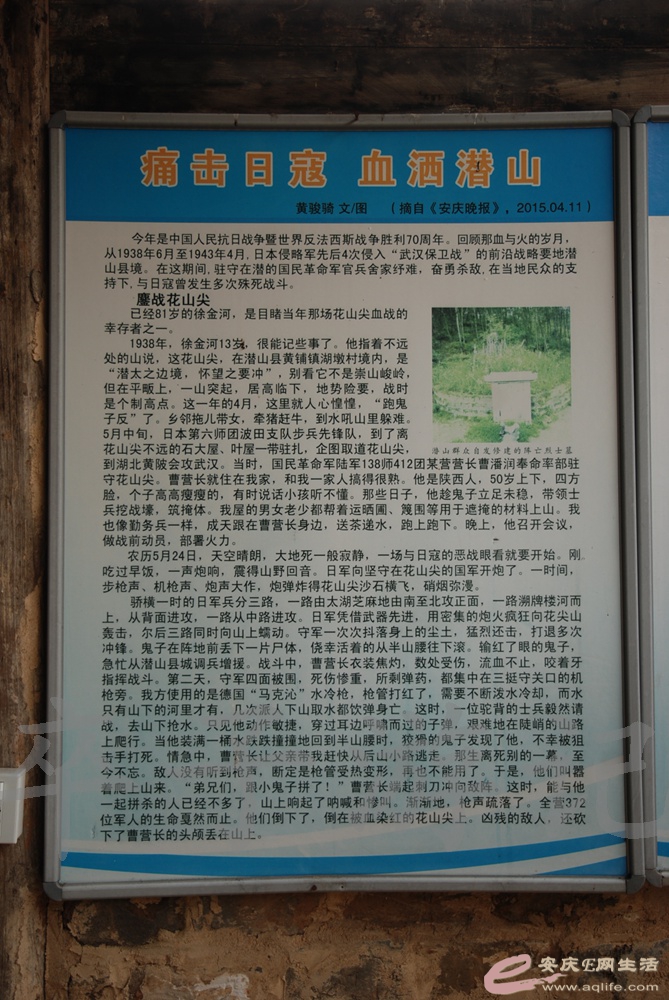 痛击日寇 血洒潜山
黄骏骑 文/图 （摘自《安庆晚报》，2015.04.11）
今年是中国人民抗日战争暨世界反法西斯战争胜利70周年。回顾那血与火的岁月，
从1938年6月至1943年4月，日本侵略军先后4次侵入“武汉保卫战”的前沿战略要地潜
山县境。在这期间，驻守在潜的国民革命军官兵舍家纾难，奋勇杀敌，在当地民众的支
持下，与日寇曾发生多次殊死战斗。
鏖战花山尖
已经81岁的徐金河，是目睹当年那场花山尖血战的
幸存者之一。
1938年，徐金河13岁，很能记些事了。他指着不远
处的山说，这花山尖，在潜山县黄铺镇湖墩村境内，是
“潜太之边境，怀望之要冲”，别看它不是崇山峻岭，
但在平畈上，一山突起，居高临下，地势险要，战时
是个制高点。这一年的4月，这里就人心惶惶，“跑鬼
子反”了。乡邻拖儿带女，牵猪赶牛，到水吼山里躲难。
5月中旬，日本第六师团波田支队步兵先锋队，到了离
花山尖不远的石大屋、叶屋一带驻扎，企图取道花山尖，
到湖北黄陂会攻武汉。当时，国民革命军陆军138师412团某营营长曹潘润奉命率部驻
守花山尖。曹营长就住在我家，和我一家人搞得很熟。他是陕西人，50岁上下，四方
脸，个子高高瘦瘦的，有时说话小孩听不懂。那些日子，他趁鬼子立足未稳，带领士
兵挖战壕，筑掩体。我屋的男女老少都帮着运晒圃、篾围等用于遮掩的材料上山。我
也像勤务兵一样，成天跟在曹营长身边，送茶递水，跑上跑下。晚上，他召开会议，
做战前动员，部署火力。
农历5月24日，天空晴朗，大地死一般寂静，一场与日寇的恶战眼看就要开始。刚
吃过早饭，一声炮响，震得山野回音。日军向坚守在花山尖的国军开炮了。一时间，
步枪声、机枪声、炮声大作，炮弹炸得花山尖沙石横飞，硝烟弥漫。
骄横一时的日军兵分三路，一路由太湖芝麻地由南至北攻正面，一路溯牌楼河而
上，从背面进攻，一路从中路进攻。日军凭借武器先进，用密集的炮火疯狂向花尖山
轰击，尔后三路同时向山上蠕动。守军一次次抖落身上的尘土，猛烈还击，打退多次
冲锋。鬼子在阵地前丢下一片尸体，侥幸活着的从半山腰往下滚。输红了眼的鬼子，
急忙从潜山县城调兵增援。战斗中，曹营长衣装焦灼，数处受伤，流血不止，咬着牙
指挥战斗。第二天，守军四面被围，死伤惨重，所剩弹药，都集中在三挺守关口的机
枪旁。我方使用的是德国“马克沁”水冷枪，枪管打红了，需要不断泼水冷却，而水
只有山下的河里才有，几次派人下山取水都饮弹身亡。这时，一位驼背的士兵毅然请
战，去山下抢水。只见他动作敏捷，穿过耳边呼啸而过的子弹，艰难地在陡峭的山路
上爬行。当他装满一桶水跌跌撞撞地回到半山腰时，狡猾的鬼子发现了他，不幸被狙
击手打死。情急中，曹营长让父亲带我赶快从后山小路逃走。那生离死别的一幕，至
今不忘。敌人没有听到枪声，断定是枪管受热变形，再也不能用了。于是，他们叫嚣
着爬上山来。“弟兄们，跟小鬼子拼了！”曹营长端起刺刀冲向敌阵。这时，能与他
一起拼杀的人已经不多了，山上响起了呐喊和惨叫。渐渐地，枪声疏落了。全营372
位军人的生命戛然而止。他们倒下了，倒在被血染红的花山尖上。凶残的敌人，还砍
下了曹营长的头颅丢在山上。
潜山群众自发修建的阵亡烈士墓
安庆E网生活
www.aqlife.com